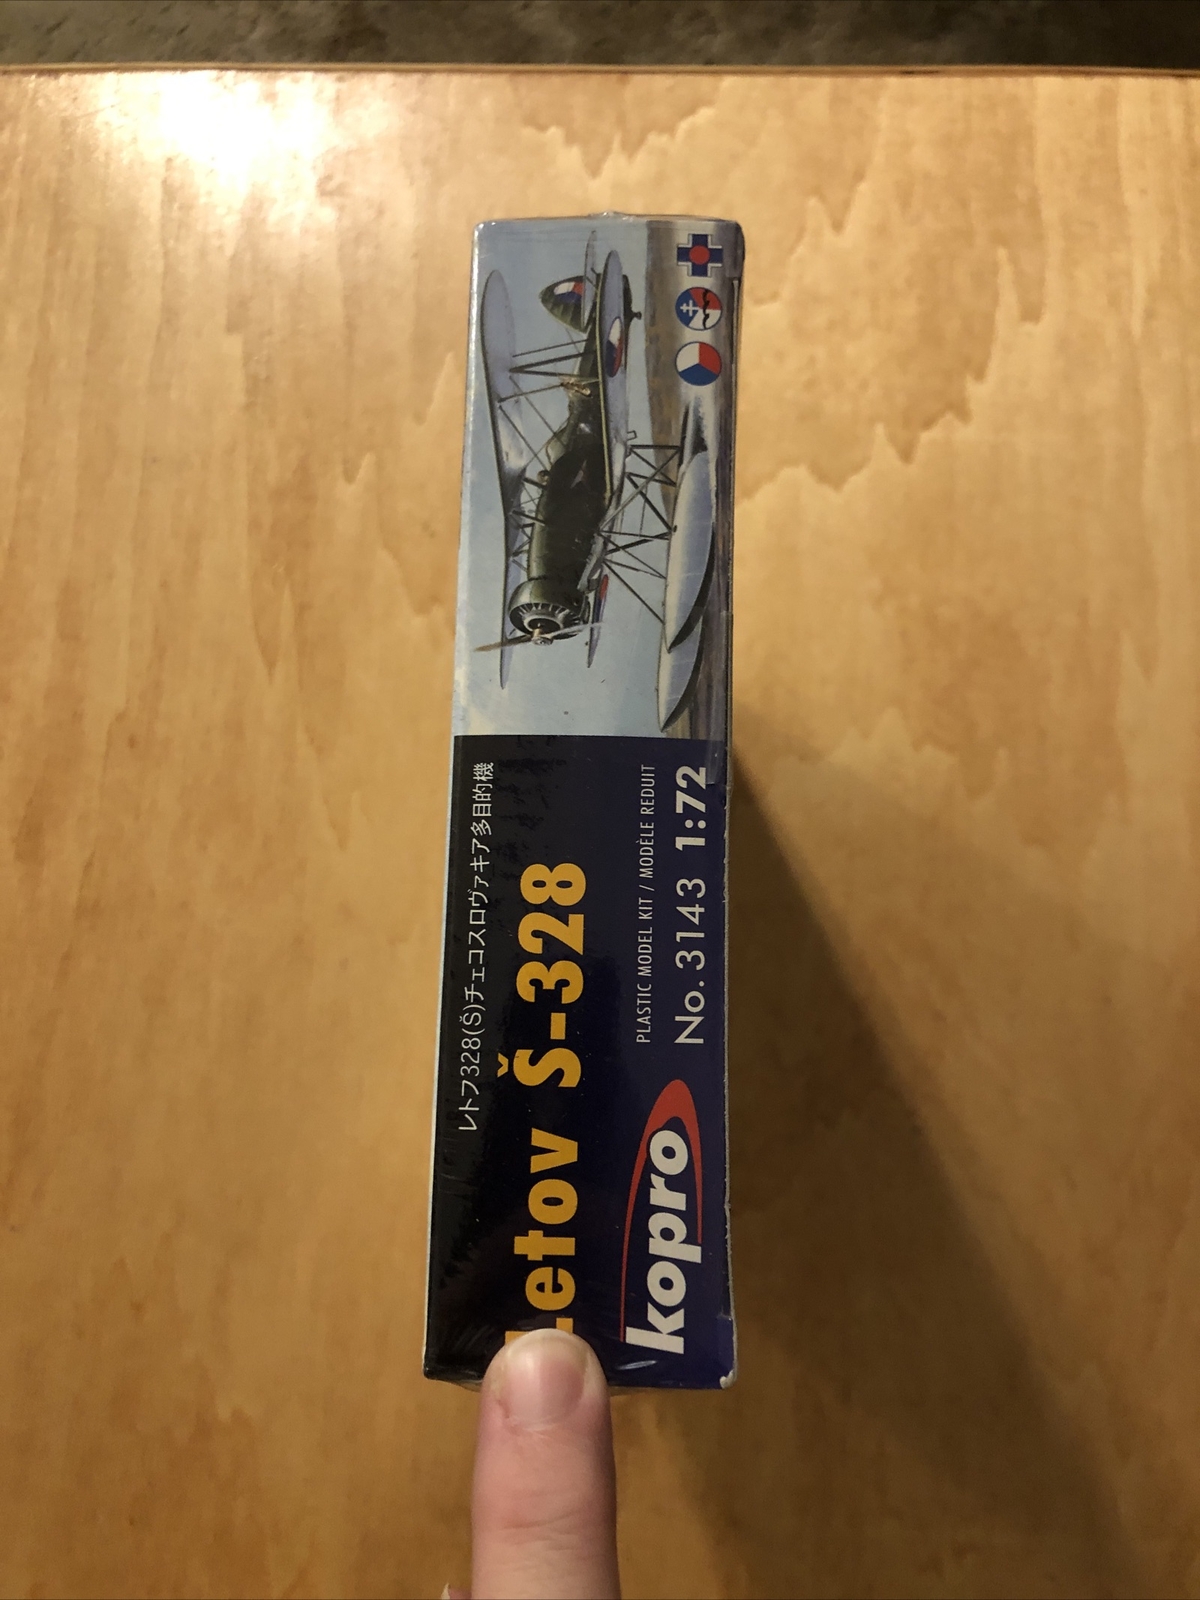 レトフ328(Š)チェコスロヴァキア多目的機
Letov Š-328
PLASTIC MODEL KIT / MODÈLE REDUIT
No. 3143 1:72
kopro